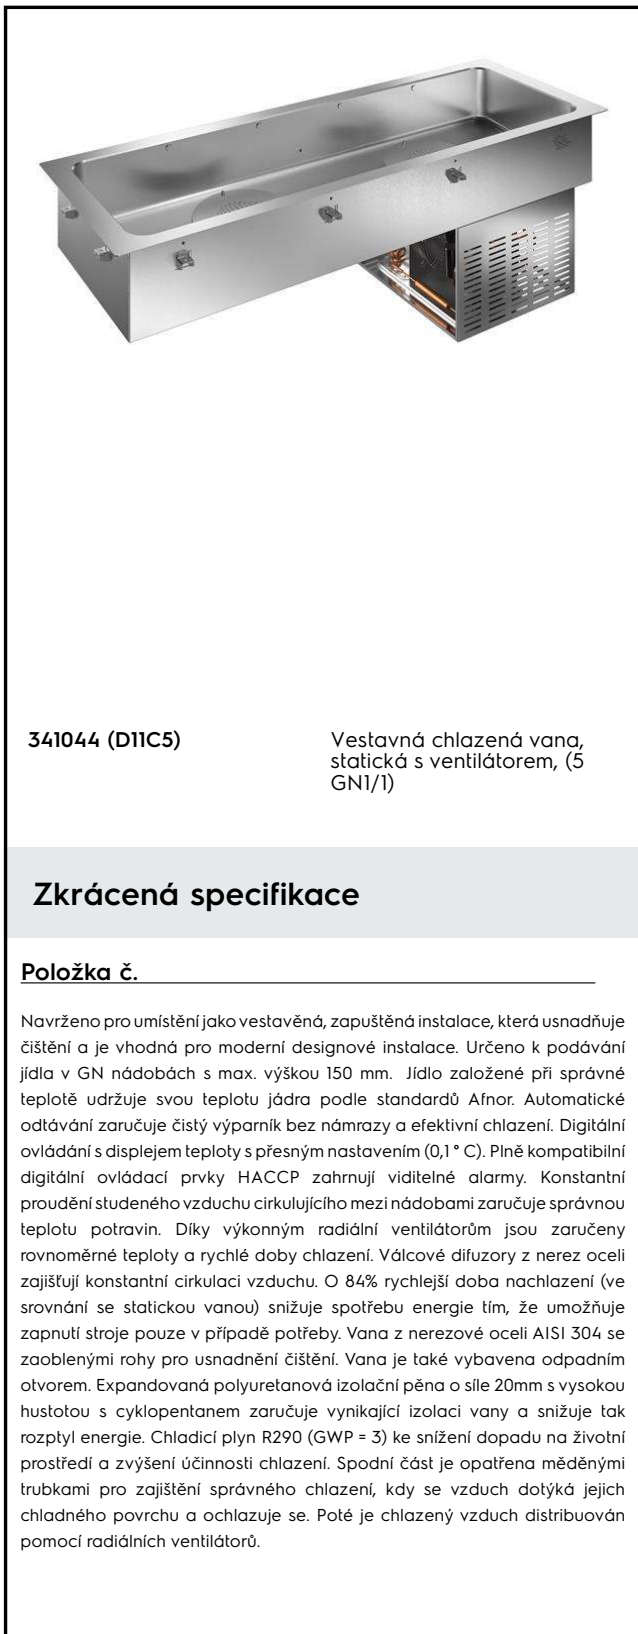 341044 (D11C5)
Vestavná chlazená vana,
statická s ventilátorem, (5
GN1/1)
Zkrácená specifikace
Položka č.
Navrženo pro umístění jako vestavěná, zapuštěná instalace, která usnadňuje
čištění a je vhodná pro moderní designové instalace. Určeno k podávání
jídla v GN nádobách s max. výškou 150 mm. Jídlo založené při správné
teplotě udržuje svou teplotu jádra podle standardů Afnor. Automatické
odtávání zaručuje čistý výparník bez námrazy a efektivní chlazení. Digitální
ovládání s displejem teploty s přesným nastavením (0,1 ° C). Plně kompatibilní
digitální ovládací prvky HACCP zahrnují viditelné alarmy. Konstantní
proudění studeného vzduchu cirkulujícího mezi nádobami zaručuje správnou
teplotu potravin. Díky výkonným radiální ventilátorům jsou zaručeny
rovnoměrné teploty a rychlé doby chlazení. Válcové difuzory z nerez oceli
zajišťují konstantní cirkulaci vzduchu. O 84% rychlejší doba nachlazení (ve
srovnání se statickou vanou) snižuje spotřebu energie tím, že umožňuje
zapnutí stroje pouze v případě potřeby. Vana z nerezové oceli AISI 304 se
zaoblenými rohy pro usnadnění čištění. Vana je také vybavena odpadním
otvorem. Expandovaná polyuretanová izolační pěna o síle 20mm s vysokou
hustotou s cyklopentanem zaručuje vynikající izolaci vany a snižuje tak
rozptyl energie. Chladicí plyn R290 (GWP = 3) ke snížení dopadu na životní
prostředí a zvýšení účinnosti chlazení. Spodní část je opatřena měděnými
trubkami pro zajištění správného chlazení, kdy se vzduch dotýká jejich
chladného povrchu a ochlazuje se. Poté je chlazený vzduch distribuován
pomocí radiálních ventilátorů.